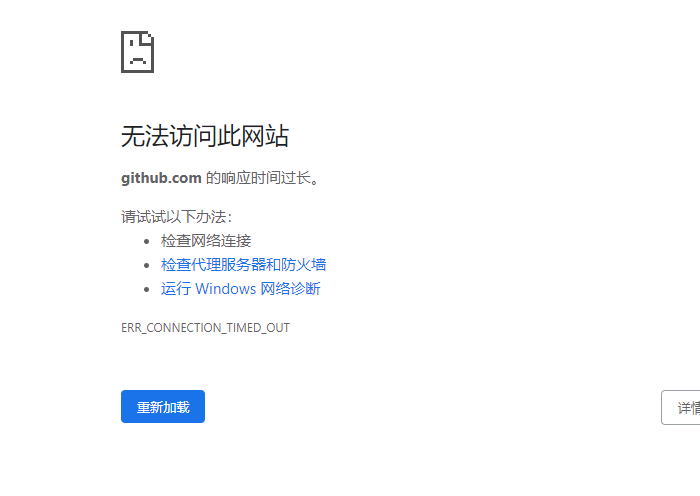 无法访问此网站
github.com 的响应时间过长。
请试试以下办法：
检查网络连接
检查代理服务器和防火墙
运行 Windows 网络诊断
ERR_CONNECTION_TIMED_OUT
重新加载
详情